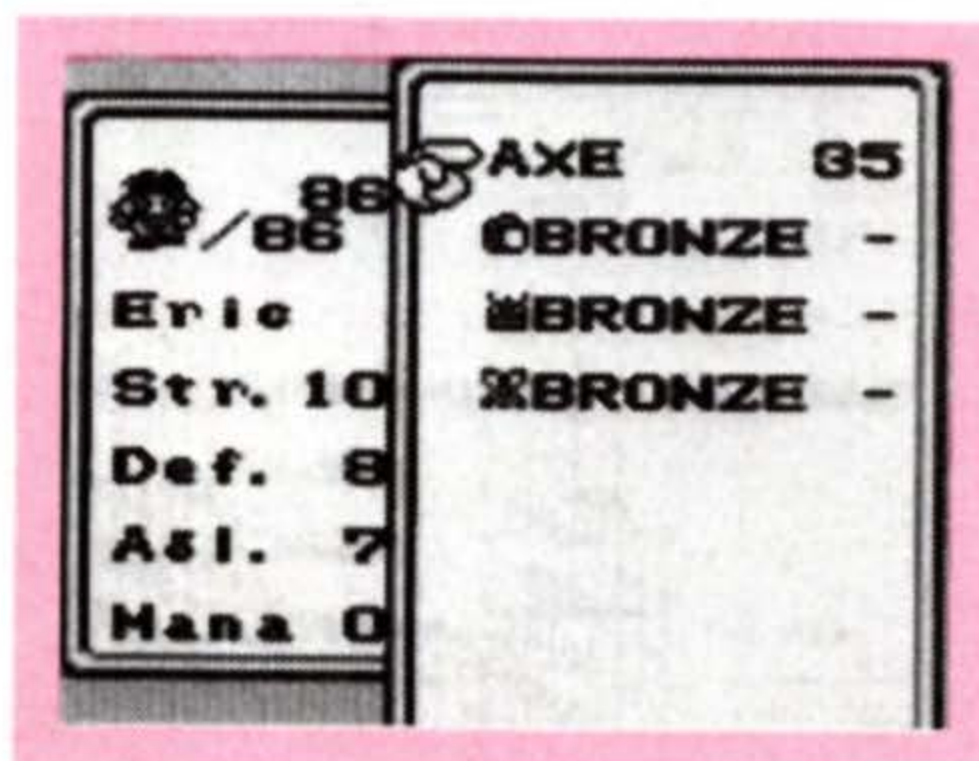 86
/86
Eric
Str. 10
Def. 8
Agl. 7
Mana 0
AXE 35
BRONZE -
BRONZE -
BRONZE -